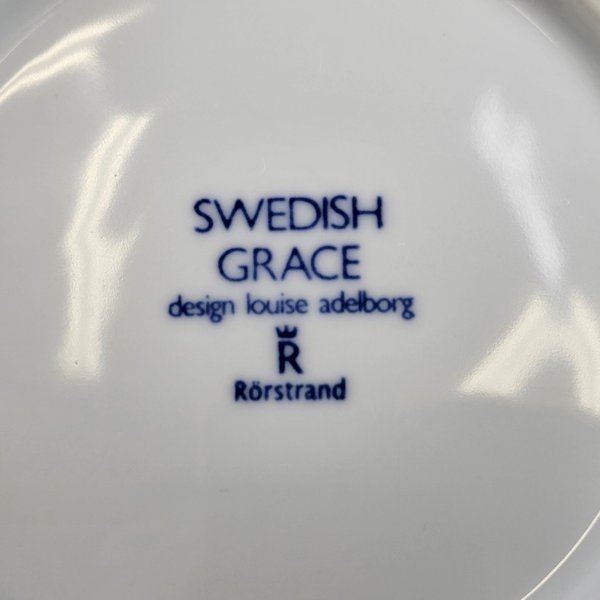 SWEDISH
GRACE
design louise adelborg
R
Rörstrand